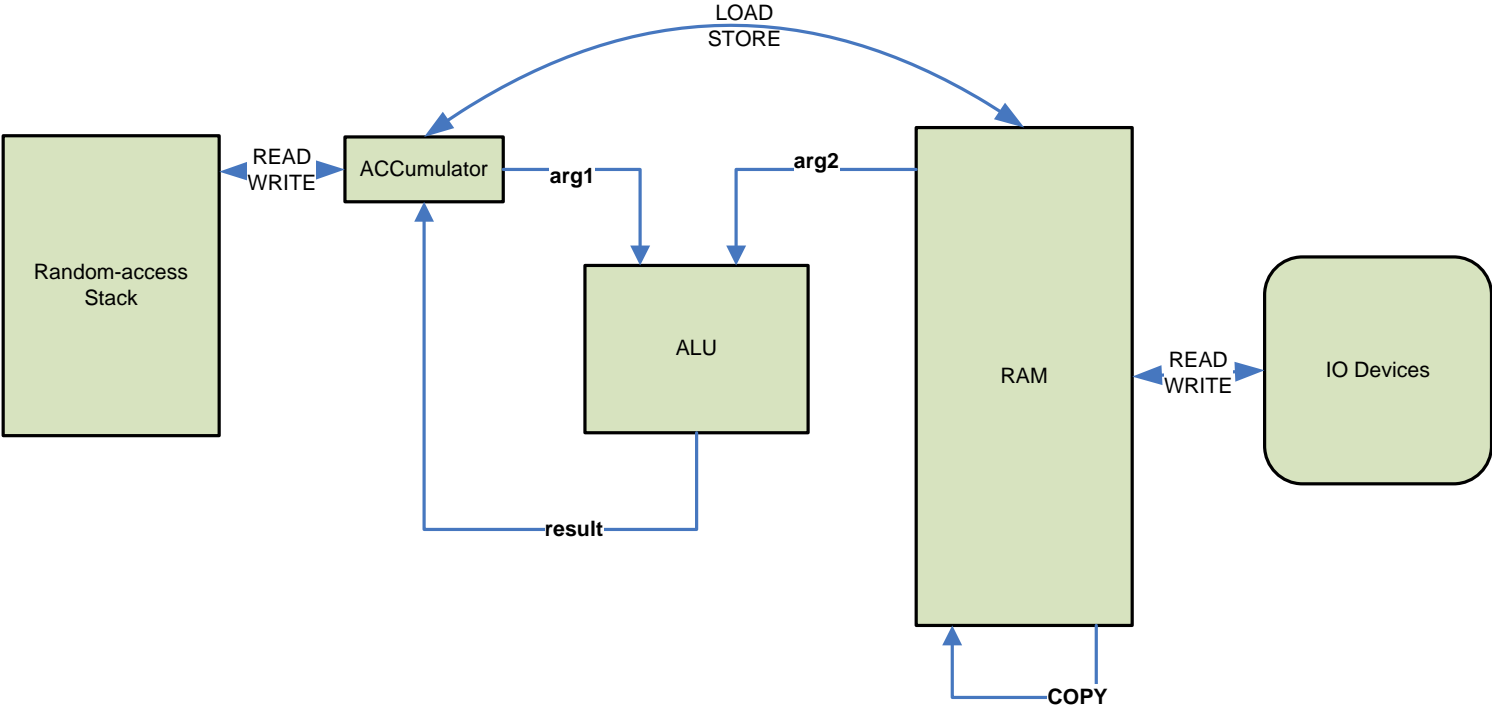 LOAD
STORE
READ
WRITE
ACCumulator
arg1
arg2
Random-access
Stack
ALU
RAM
READ
WRITE
IO Devices
result
COPY